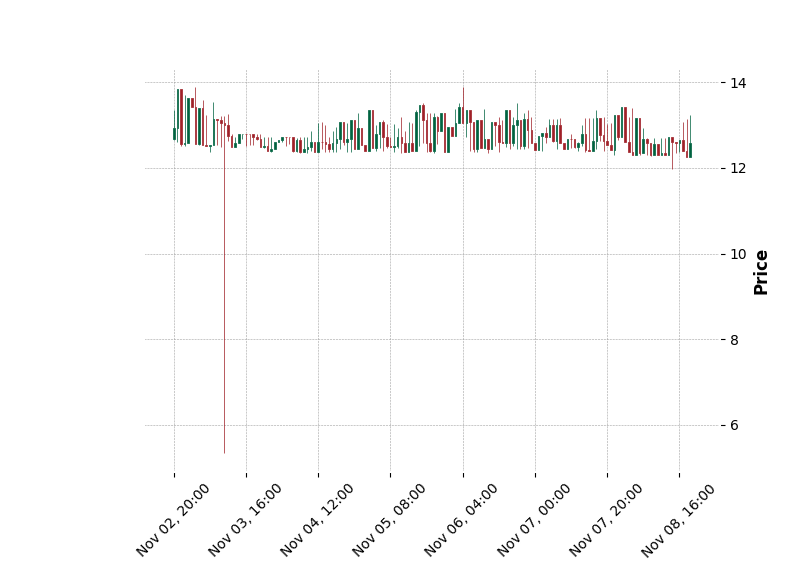 14
12
10
8
6
Price
Nov 02, 20:00
Nov 03, 16:00
Nov 04, 12:00
Nov 05, 08:00
Nov 06, 04:00
Nov 07, 00:00
Nov 07, 20:00
Nov 08, 16:00